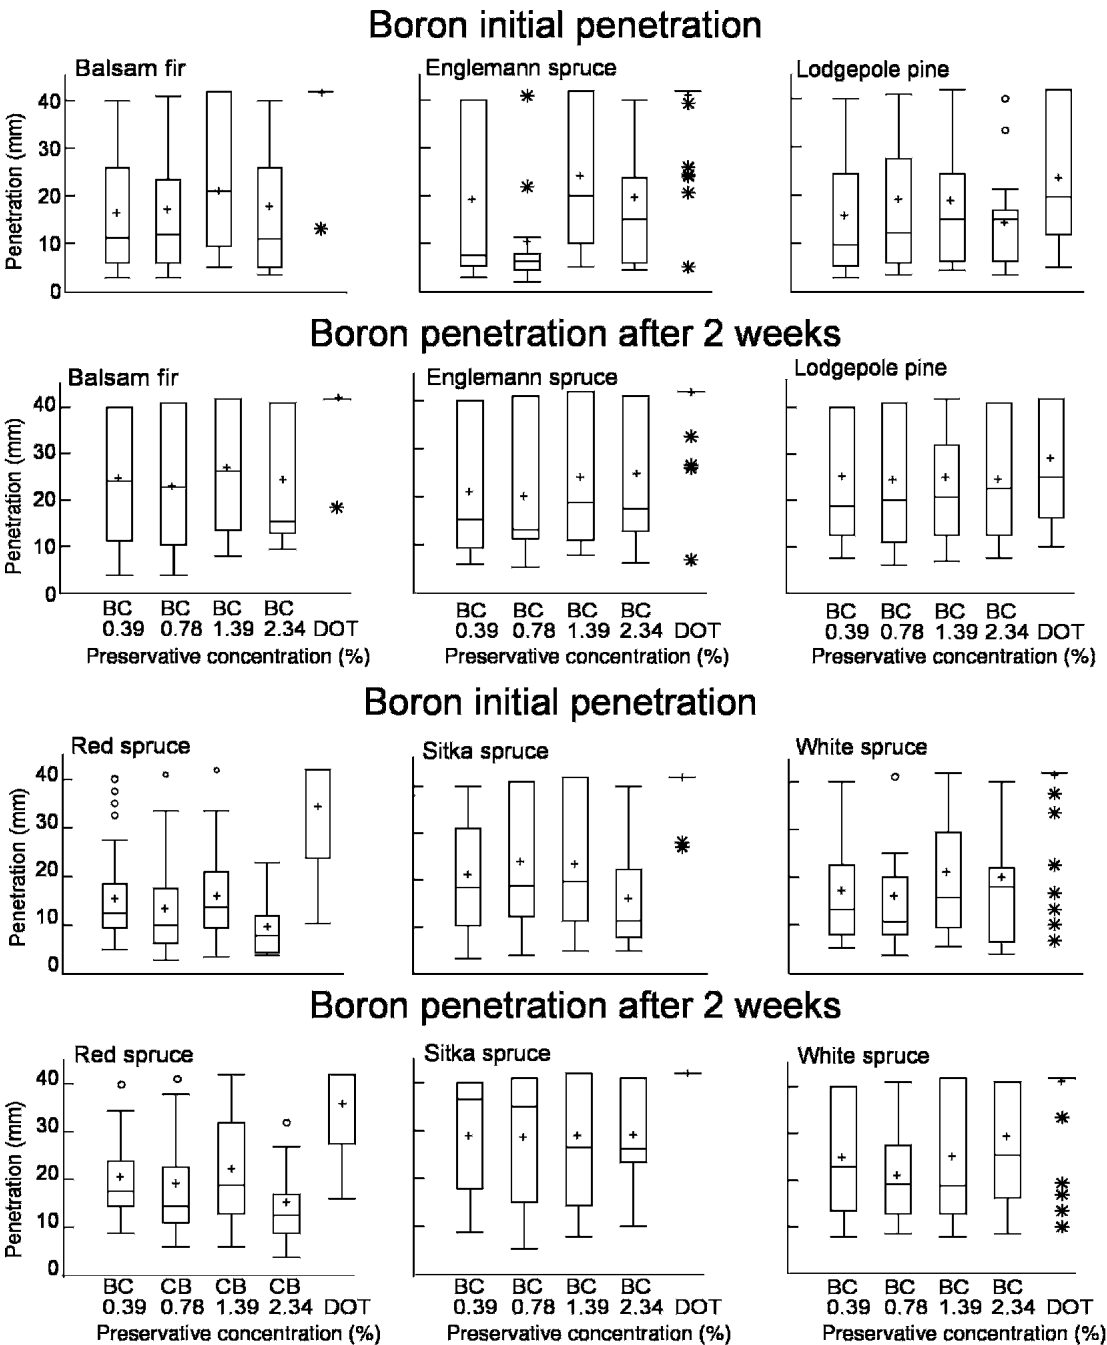 Boron initial penetration
Balsam fir
Englemann spruce
Lodgepole pine
Penetration (mm)
40
30
20
10
0
Boron penetration after 2 weeks
Balsam fir
Englemann spruce
Lodgepole pine
Penetration (mm)
40
30
20
10
0
BC BC BC BC
0.39 0.78 1.39 2.34 DOT
Preservative concentration (%)
BC BC BC BC
0.39 0.78 1.39 2.34 DOT
Preservative concentration (%)
BC BC BC BC
0.39 0.78 1.39 2.34 DOT
Preservative concentration (%)
Boron initial penetration
Red spruce
Sitka spruce
White spruce
Penetration (mm)
40
30
20
10
0
Boron penetration after 2 weeks
Red spruce
Sitka spruce
White spruce
Penetration (mm)
40
30
20
10
0
BC CB CB CB
0.39 0.78 1.39 2.34 DOT
Preservative concentration (%)
BC BC BC BC
0.39 0.78 1.39 2.34 DOT
Preservative concentration (%)
BC BC BC BC
0.39 0.78 1.39 2.34 DOT
Preservative concentration (%)